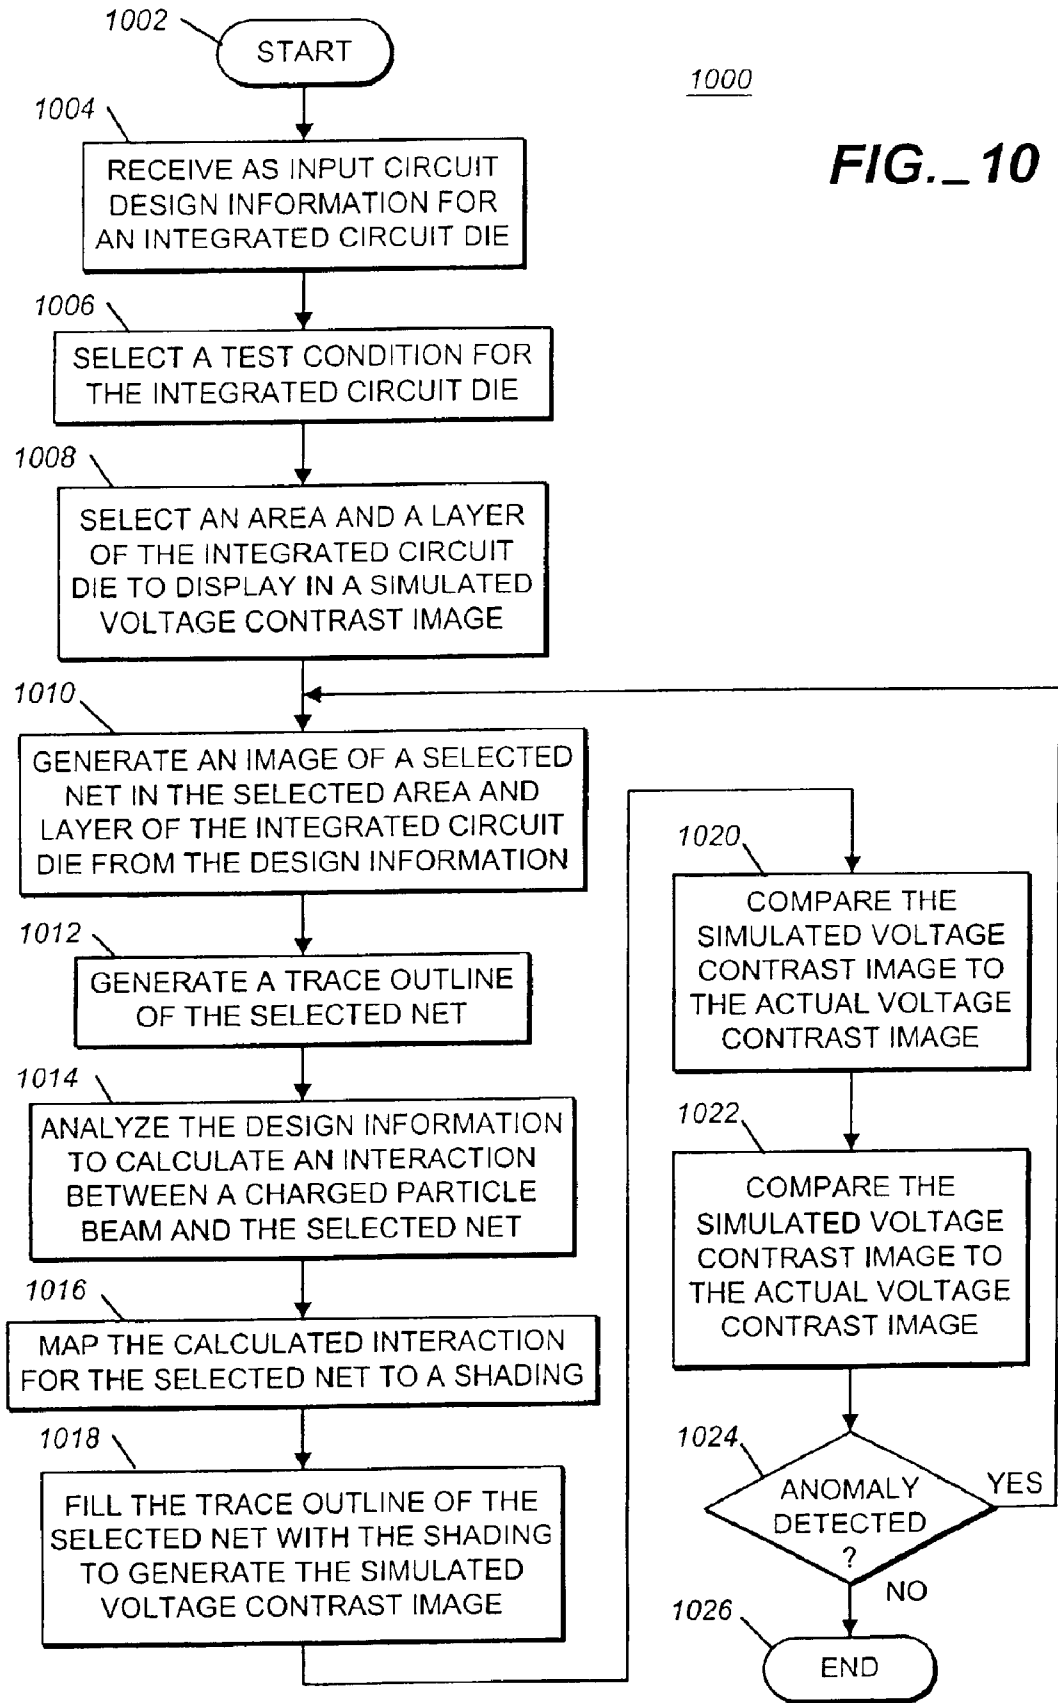 1002
START
1000
FIG._10
1004
RECEIVE AS INPUT CIRCUIT
DESIGN INFORMATION FOR
AN INTEGRATED CIRCUIT DIE
1006
SELECT A TEST CONDITION FOR
THE INTEGRATED CIRCUIT DIE
1008
SELECT AN AREA AND A LAYER
OF THE INTEGRATED CIRCUIT
DIE TO DISPLAY IN A SIMULATED
VOLTAGE CONTRAST IMAGE
1010
GENERATE AN IMAGE OF A SELECTED
NET IN THE SELECTED AREA AND
LAYER OF THE INTEGRATED CIRCUIT
DIE FROM THE DESIGN INFORMATION
1012
GENERATE A TRACE OUTLINE
OF THE SELECTED NET
1014
ANALYZE THE DESIGN INFORMATION
TO CALCULATE AN INTERACTION
BETWEEN A CHARGED PARTICLE
BEAM AND THE SELECTED NET
1016
MAP THE CALCULATED INTERACTION
FOR THE SELECTED NET TO A SHADING
1018
FILL THE TRACE OUTLINE OF THE
SELECTED NET WITH THE SHADING
TO GENERATE THE SIMULATED
VOLTAGE CONTRAST IMAGE
1020
COMPARE THE
SIMULATED VOLTAGE
CONTRAST IMAGE TO
THE ACTUAL VOLTAGE
CONTRAST IMAGE
1022
COMPARE THE
SIMULATED VOLTAGE
CONTRAST IMAGE TO
THE ACTUAL VOLTAGE
CONTRAST IMAGE
1024
ANOMALY
DETECTED
?
YES
NO
1026
END